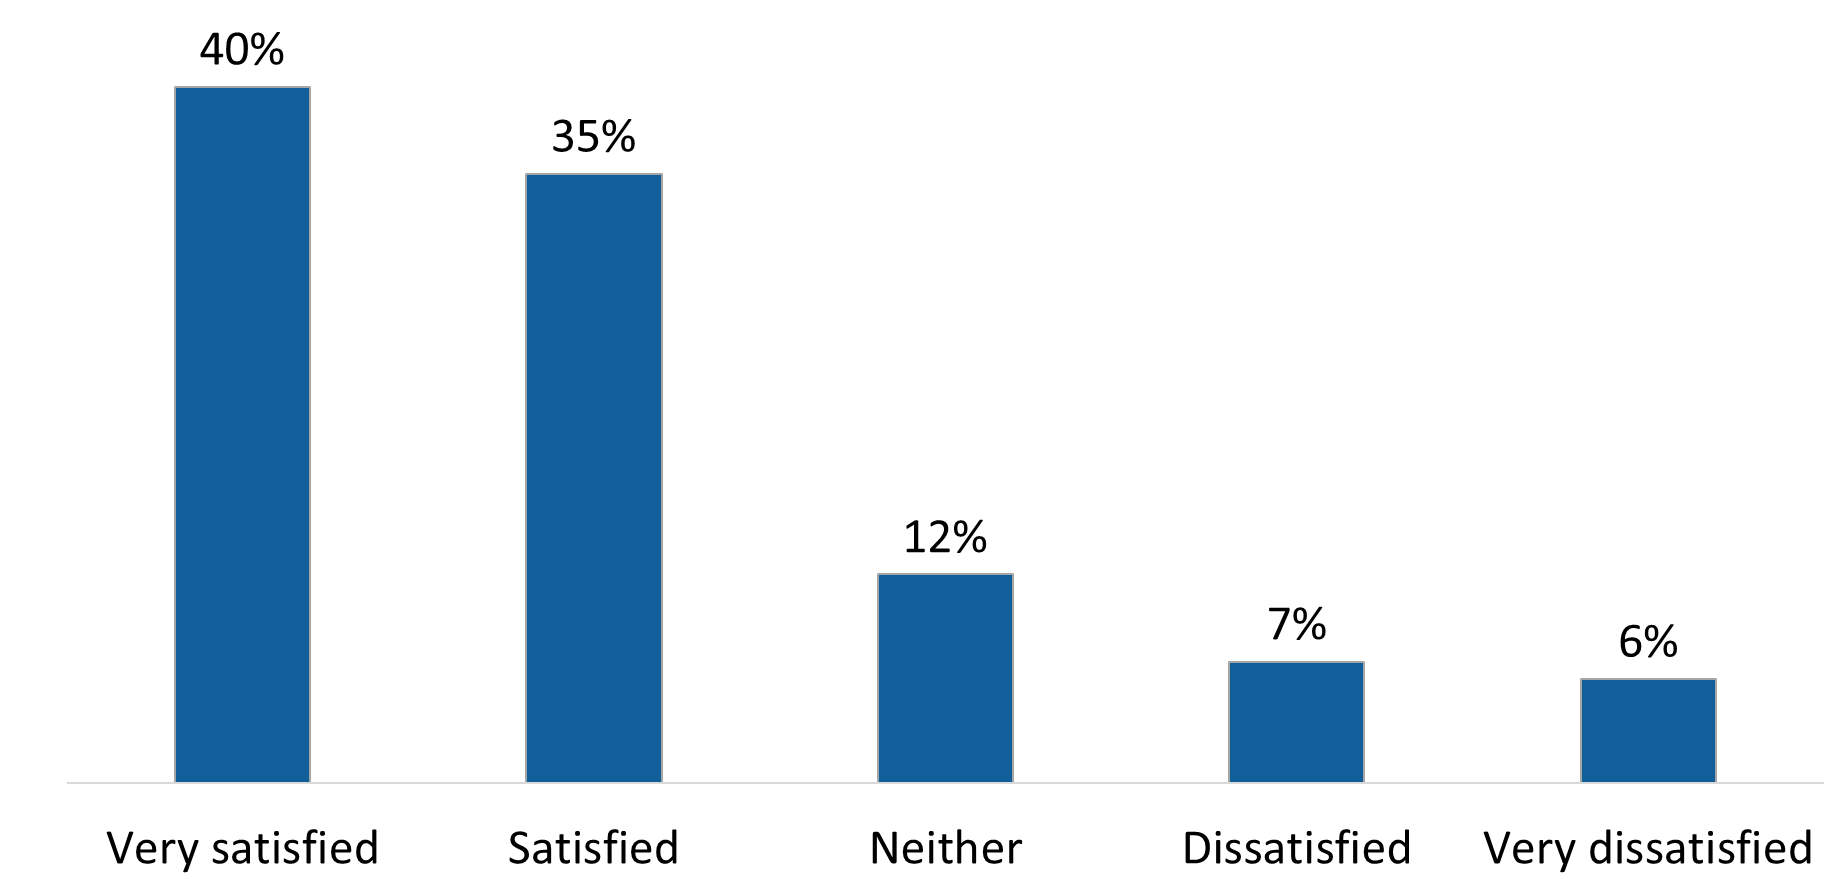 40%
35%
12%
7%
6%
Very satisfied
Satisfied
Neither
Dissatisfied
Very dissatisfied